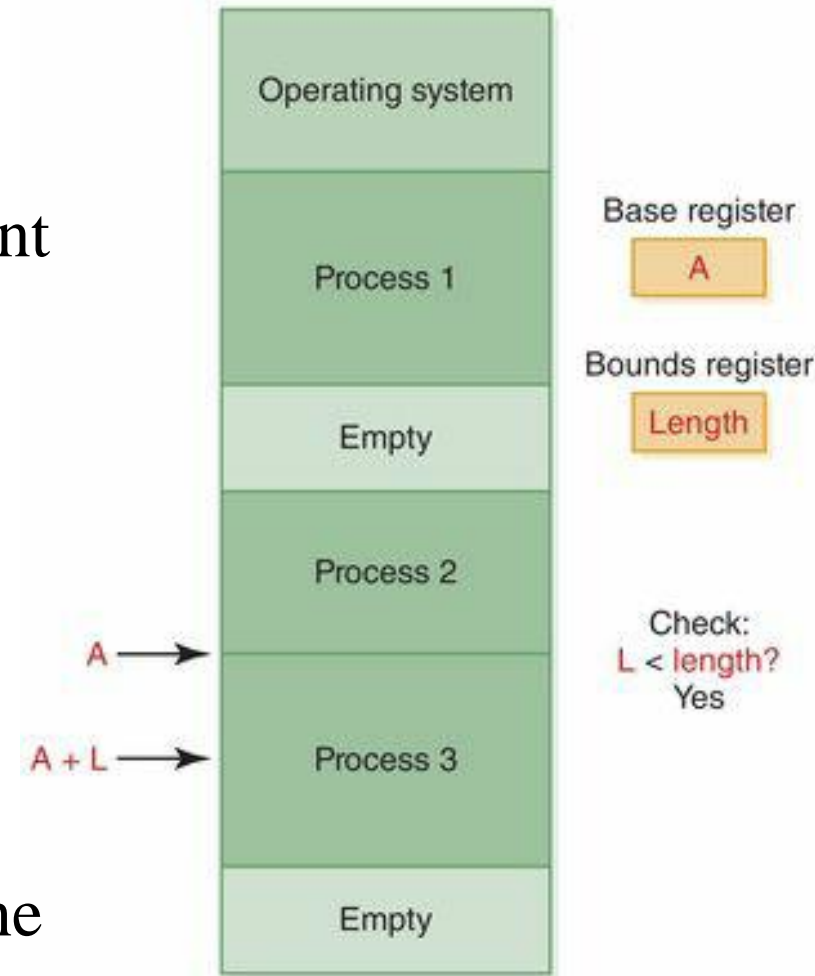 Operating system
nt
Base register
A
Process 1
Bounds register
Length
Empty
Process 2
Check:
L < length?
Yes
A
A + L
Process 3
ne
Empty